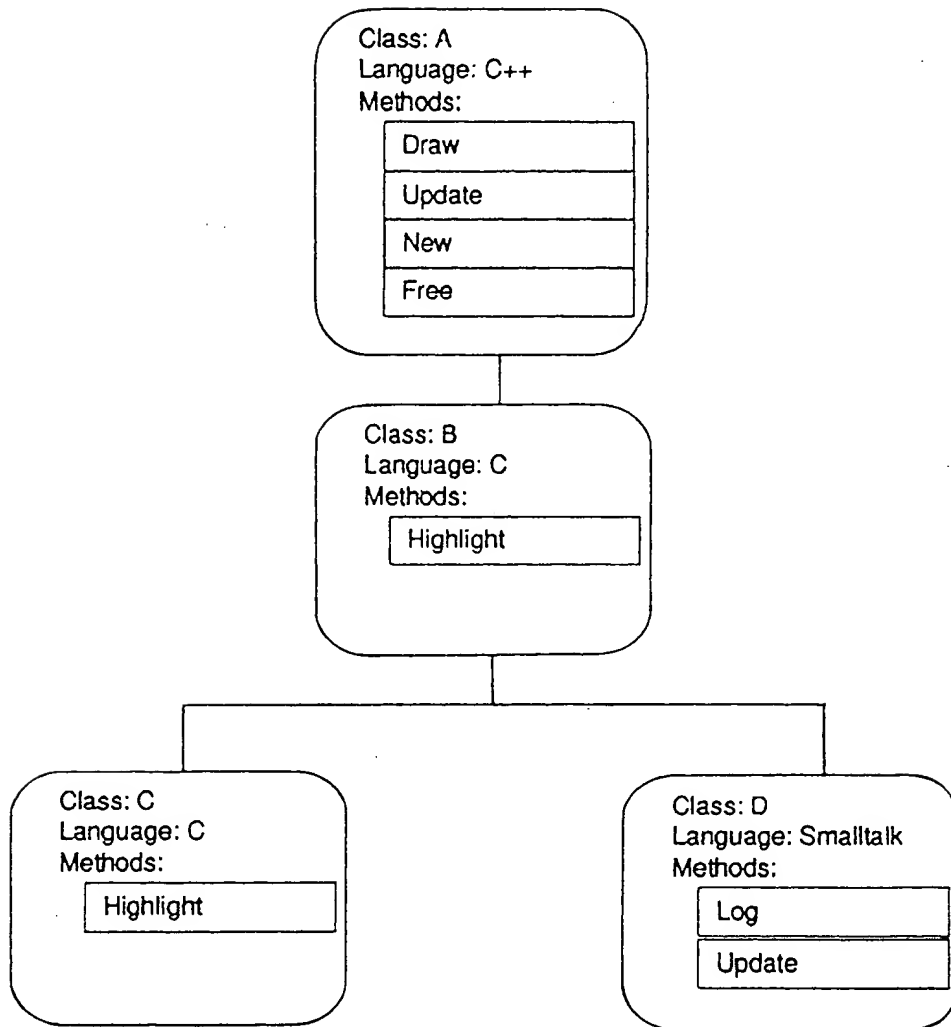 Class: A
Language: C++
Methods:
Draw
Update
New
Free
Class: B
Language: C
Methods:
Highlight
Class: C
Language: C
Methods:
Highlight
Class: D
Language: Smalltalk
Methods:
Log
Update